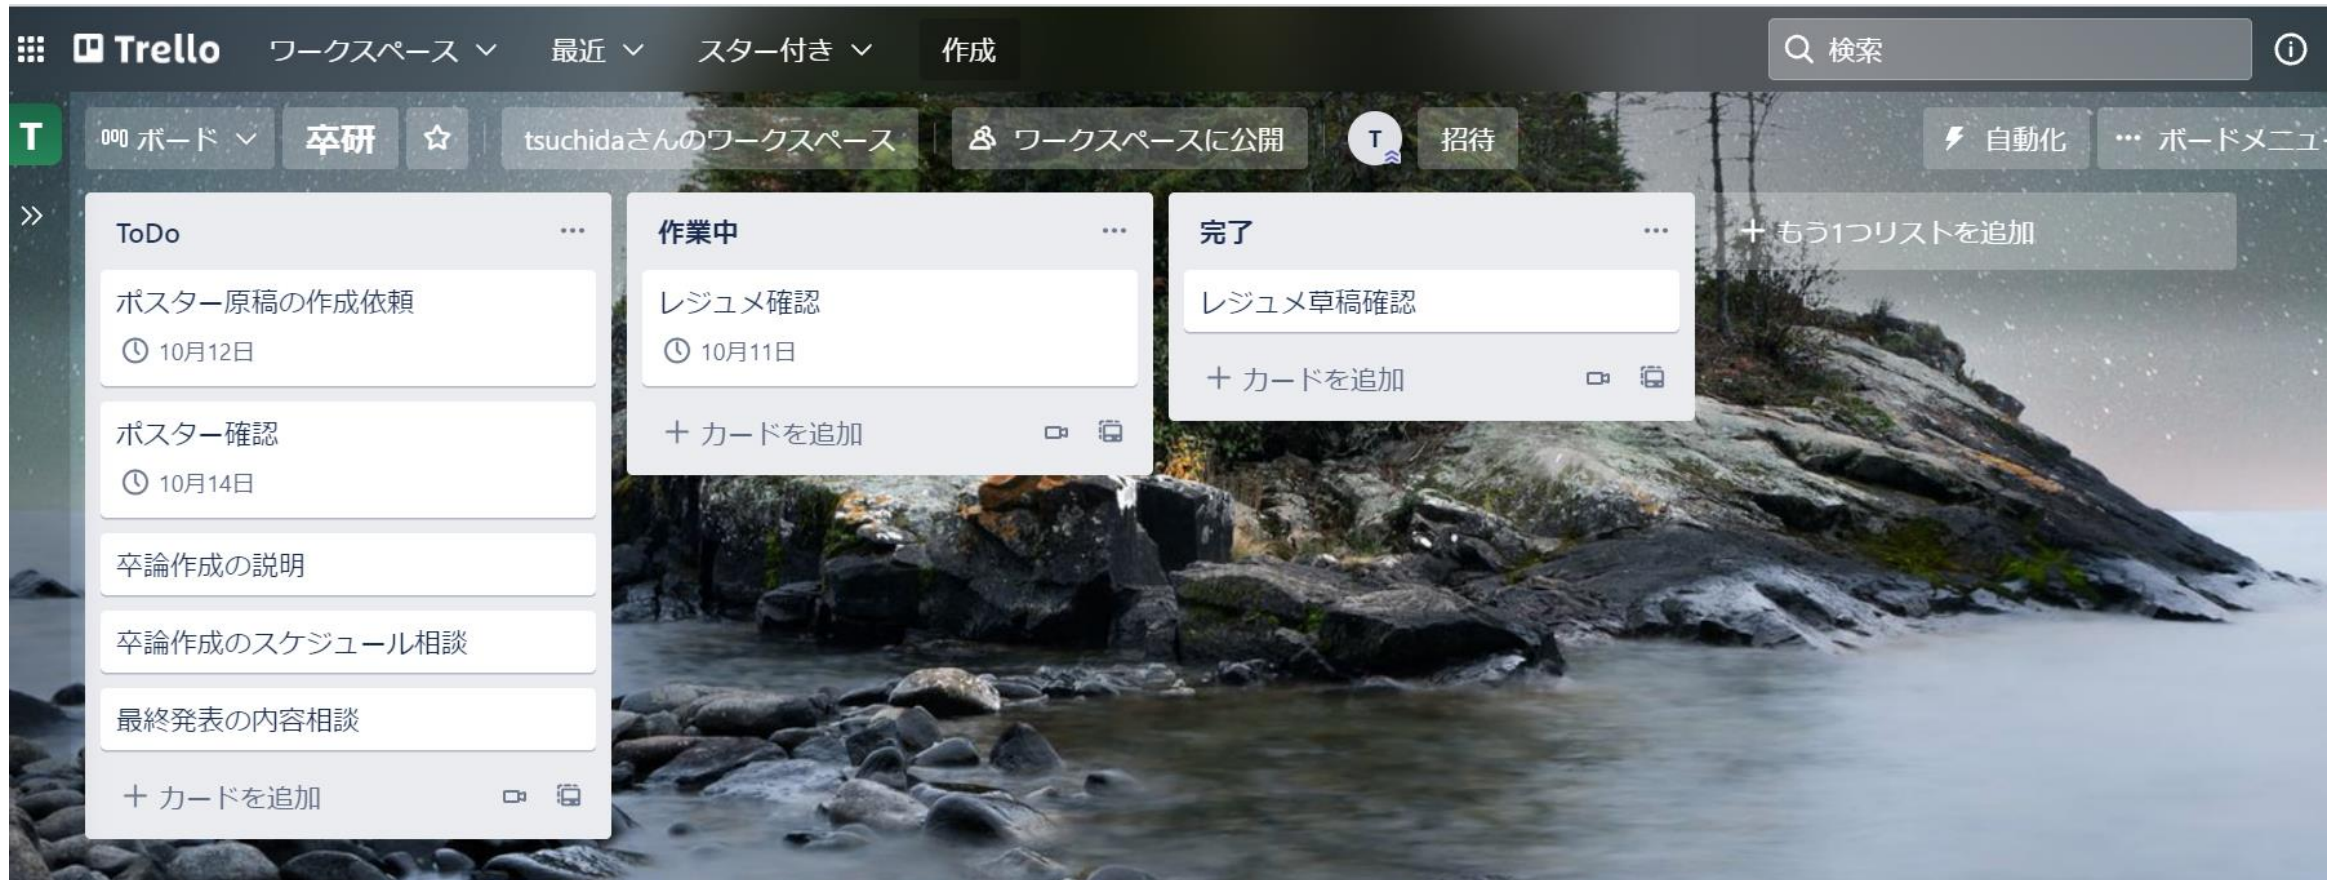 Trello ワークスペース 最近 スター付き 作成 検索
T ボード 卒研 tsuchidaさんのワークスペース ワークスペースに公開 T 招待 自動化 ボードメニュー
ToDo
ポスター原稿の作成依頼
10月12日
ポスター確認
10月14日
卒論作成の説明
卒論作成のスケジュール相談
最終発表の内容相談
+ カードを追加
作業中
レジュメ確認
10月11日
+ カードを追加
完了
レジュメ草稿確認
+ カードを追加
+ もう1つリストを追加